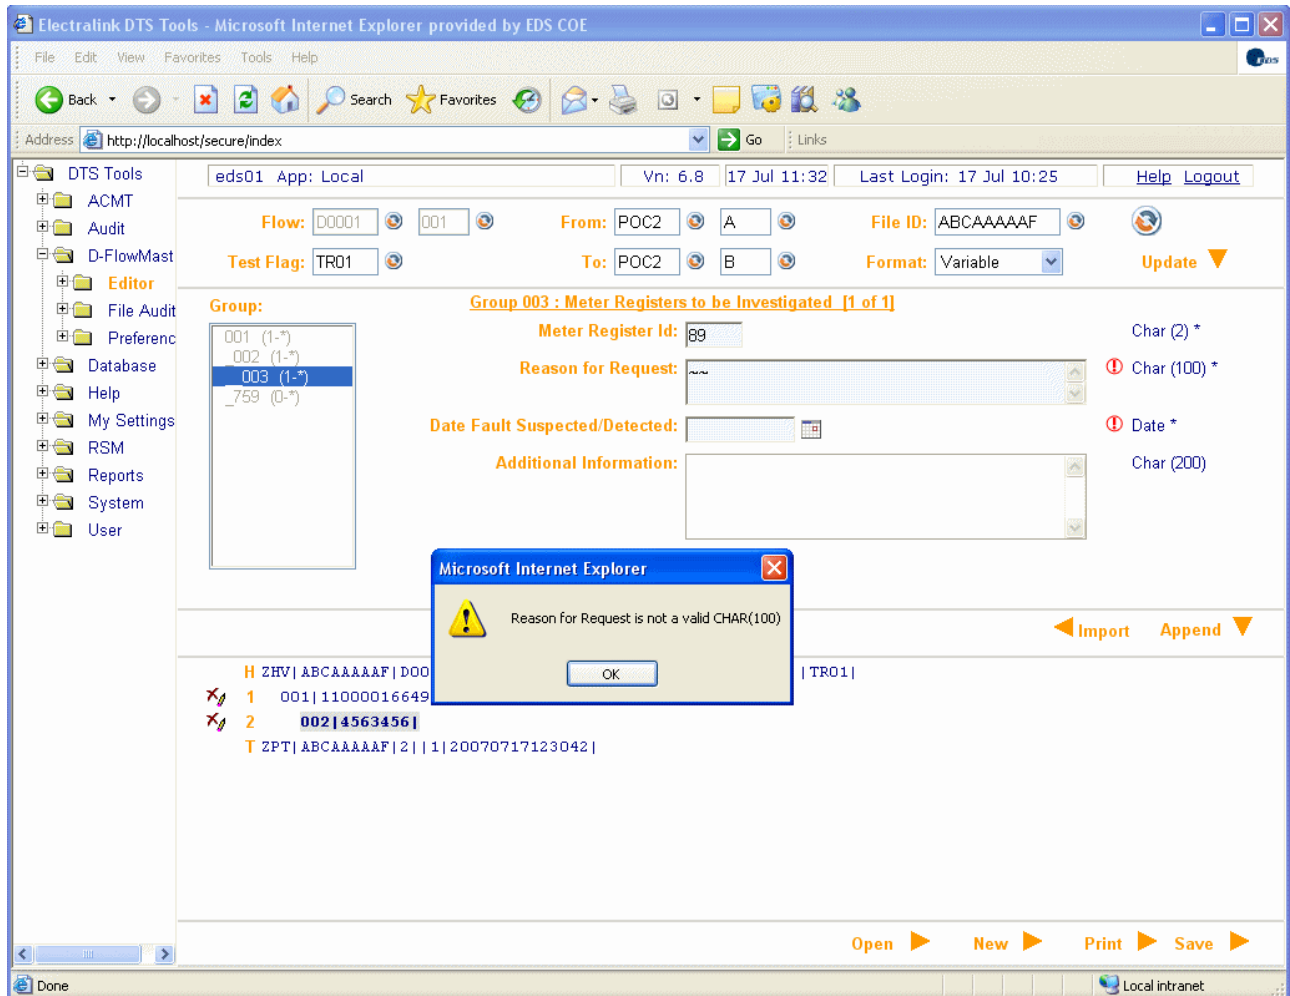 Electralink DTS Tools - Microsoft Internet Explorer provided by EDS COE
File Edit View Favorites Tools Help
EDS
Back Search Favorites
Address http://localhost/secure/index Go Links
DTS Tools
ACMT
Audit
D-FlowMast
Editor
File Audit
Preferenc
Database
Help
My Settings
RSM
Reports
System
User
eds01 App: Local Vn: 6.8 17 Jul 11:32 Last Login: 17 Jul 10:25 Help Logout
Flow: D0001 001 From: POC2 A File ID: ABCAAAAAF
Test Flag: TR01 To: POC2 B Format: Variable Update
Group: Group 003 : Meter Registers to be Investigated [1 of 1]
001 (1-*)
_002 (1-*)
__003 (1-*)
_759 (0-*)
Meter Register Id: 89 Char (2) *
Reason for Request: ~~ Char (100) *
Date Fault Suspected/Detected: Date *
Additional Information: Char (200)
Microsoft Internet Explorer
Reason for Request is not a valid CHAR(100)
OK
Import Append
H ZHV|ABCAAAAAF|D00 |TR01|
1 001|11000016649
2 002|4563456|
T ZPT|ABCAAAAAF|2||1|20070717123042|
Open New Print Save
Done Local intranet